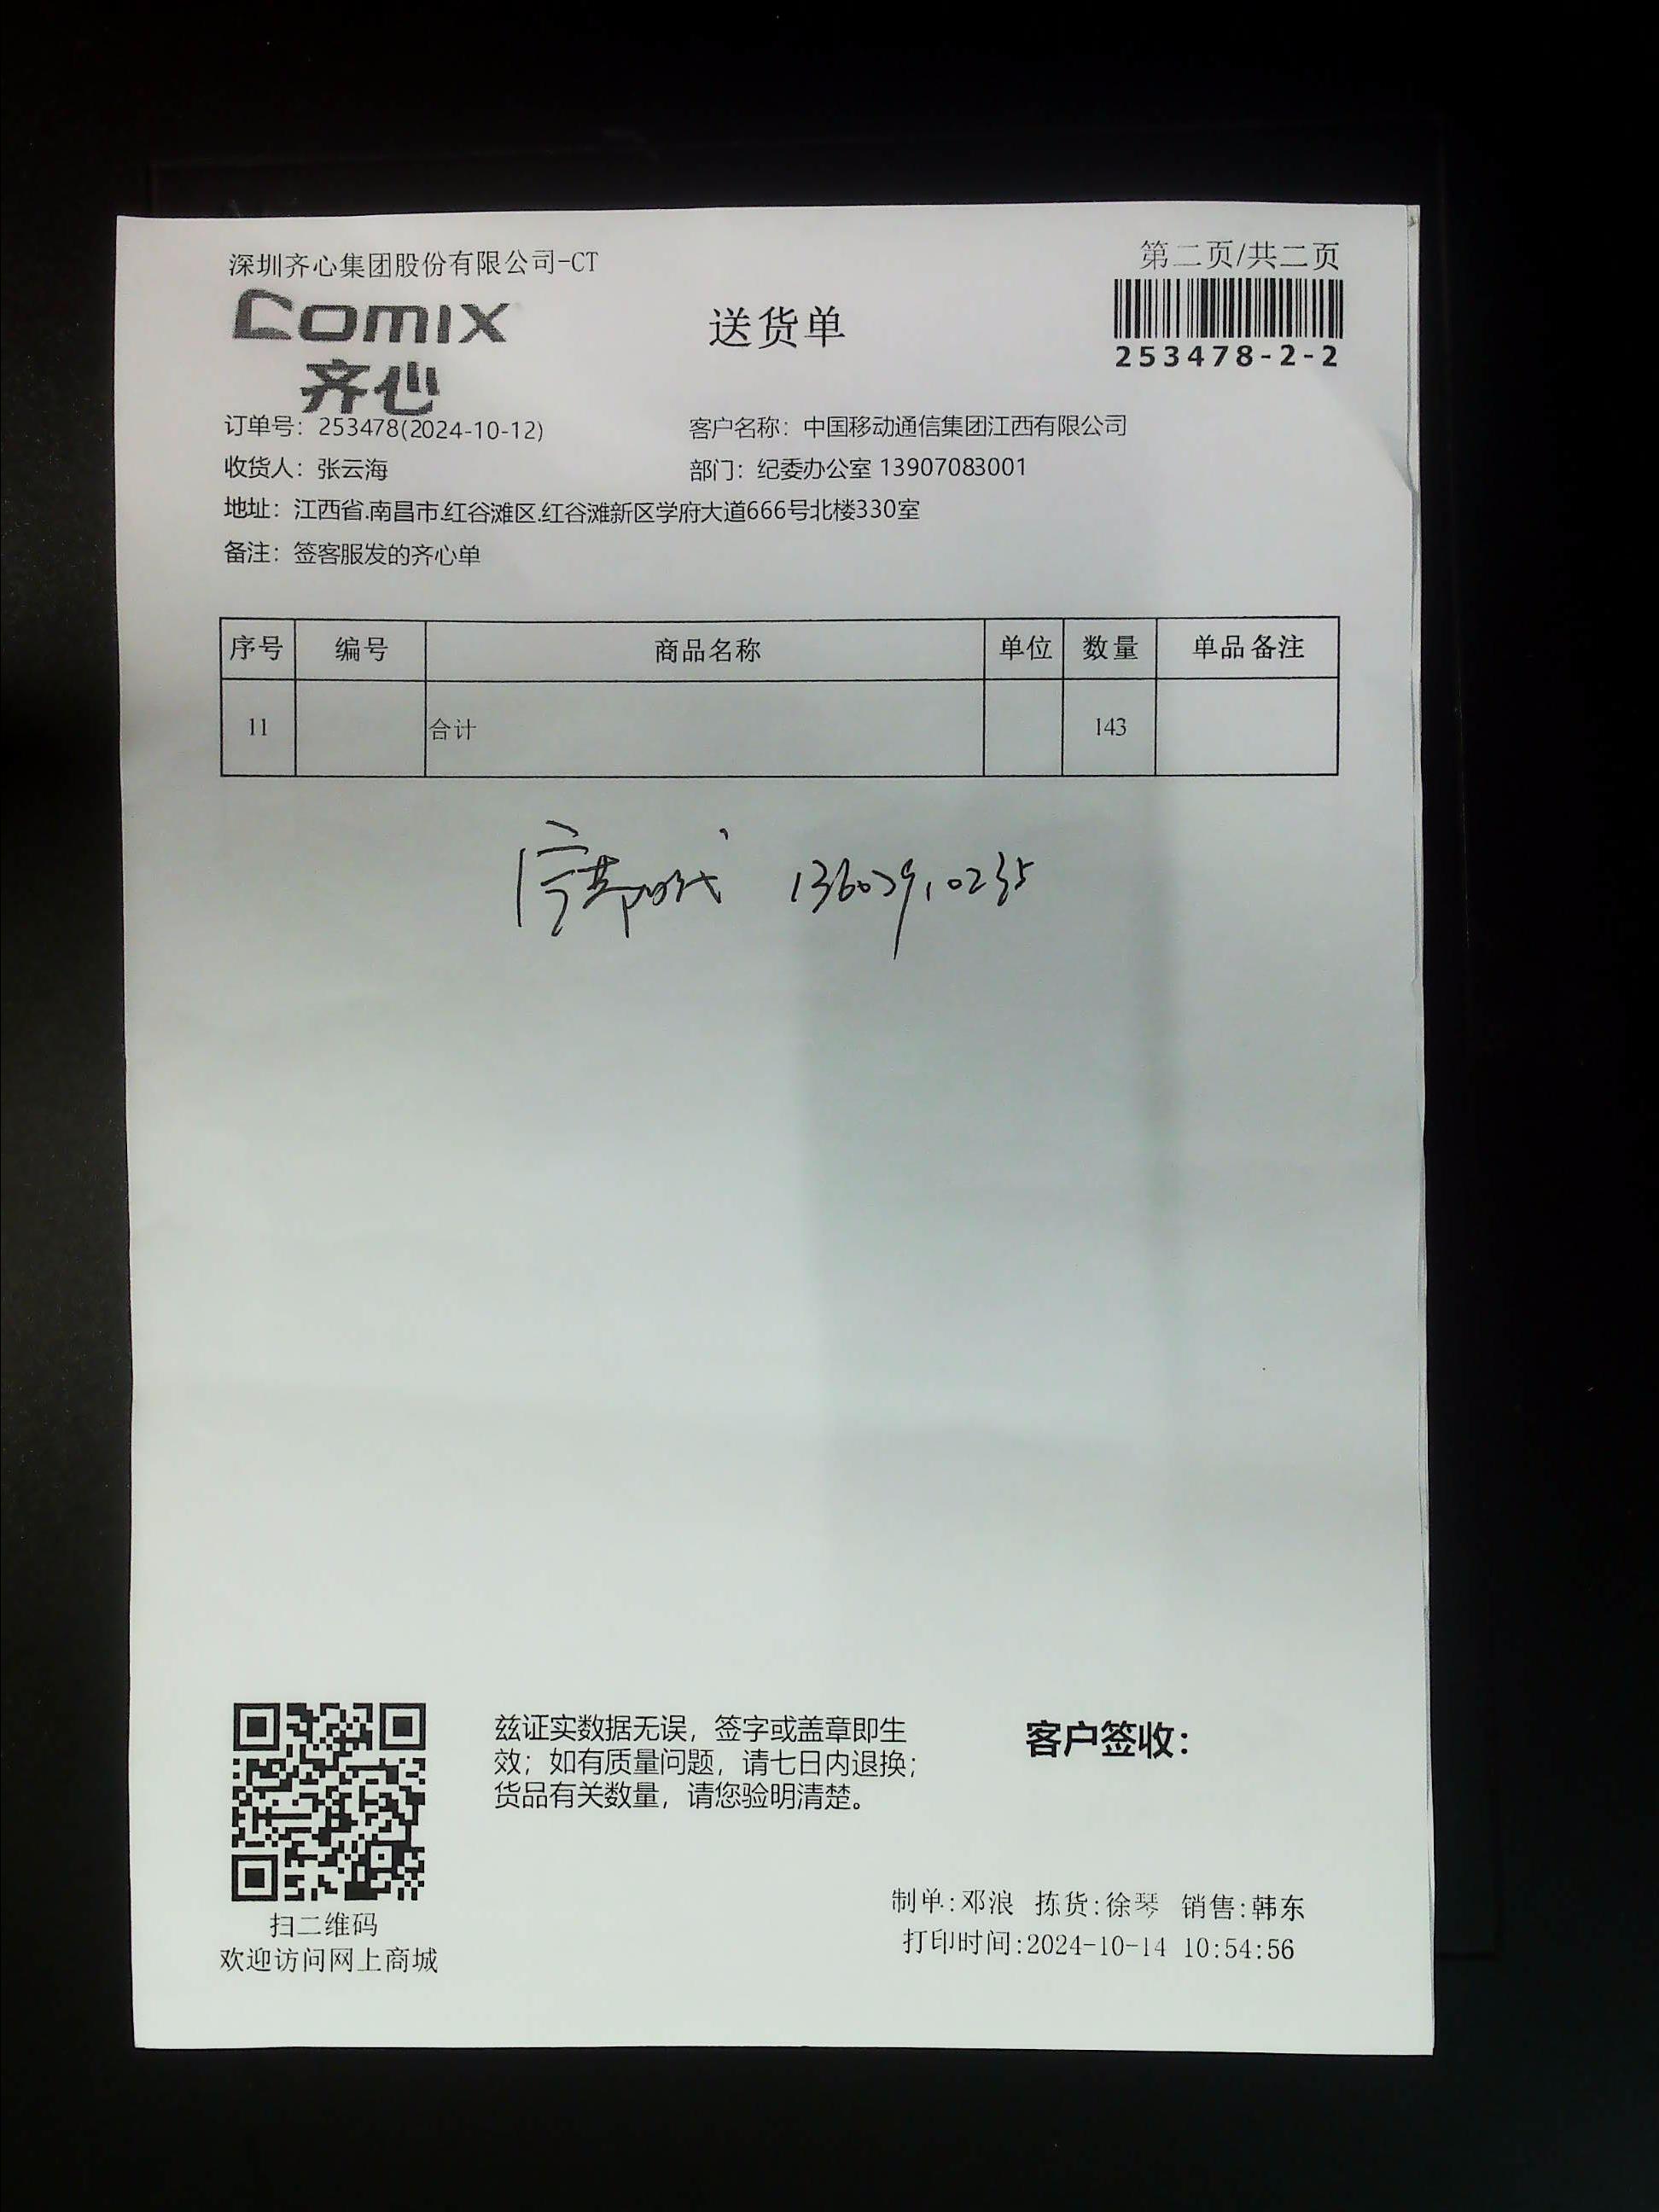 深圳齐心集团股份有限公司-CT
第二页/共二页
comix
齐心
送货单
253478-2-2
订单号：253478(2024-10-12)
客户名称：中国移动通信集团江西有限公司
收货人：张云海
部门：纪委办公室 13907083001
地址：江西省.南昌市.红谷滩区.红谷滩新区学府大道666号北楼330室
备注：签客服发的齐心单
序号 编号 商品名称 单位 数量 单品备注
11 合计 143
兹证实数据无误，签字或盖章即生
效；如有质量问题，请七日内退换；
货品有关数量，请您验明清楚。
客户签收：
扫二维码
欢迎访问网上商城
制单:邓浪 拣货:徐琴 销售:韩东
打印时间:2024-10-14 10:54:56